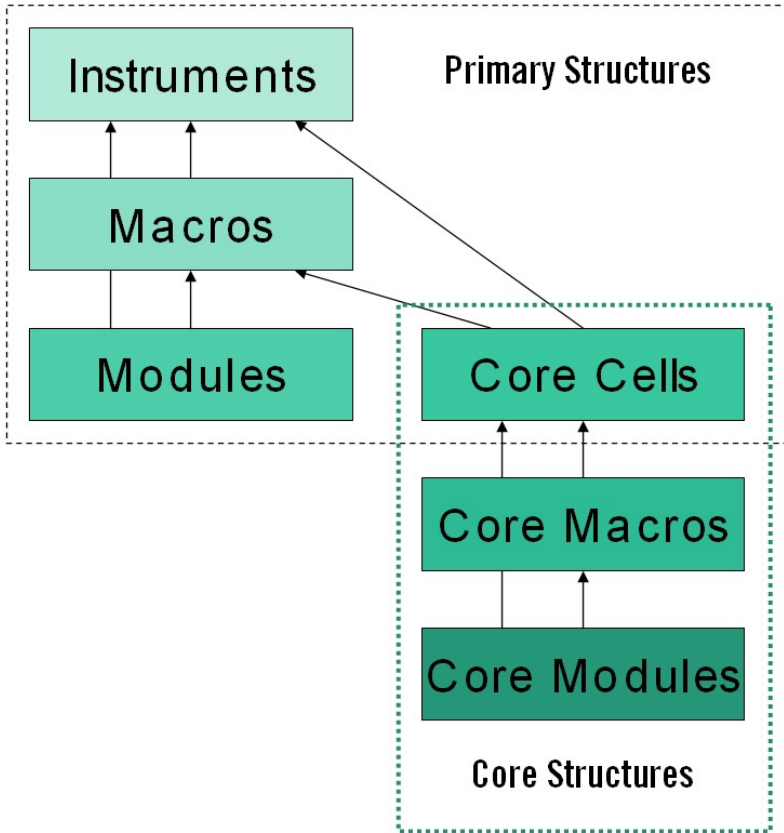 Instruments
Primary Structures
Macros
Modules
Core Cells
Core Macros
Core Modules
Core Structures